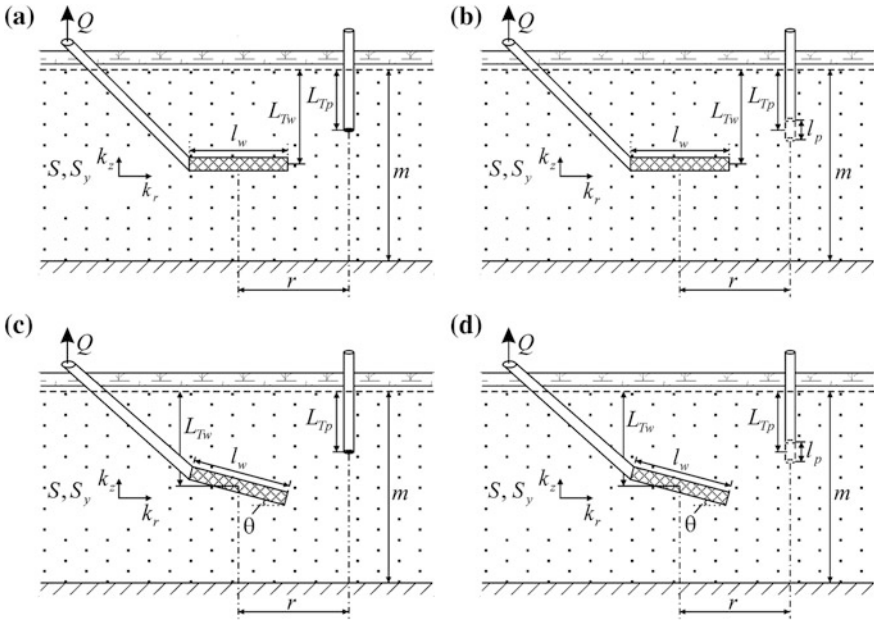 (a)
Q
L_Tw
L_Tp
l_w
k_z
S, S_y
k_r
m
r
(b)
Q
L_Tw
L_Tp
l_w
l_p
k_z
S, S_y
k_r
m
r
(c)
Q
L_Tw
L_Tp
l_w
k_z
S, S_y
k_r
θ
m
r
(d)
Q
L_Tw
L_Tp
l_w
l_p
k_z
S, S_y
k_r
θ
m
r